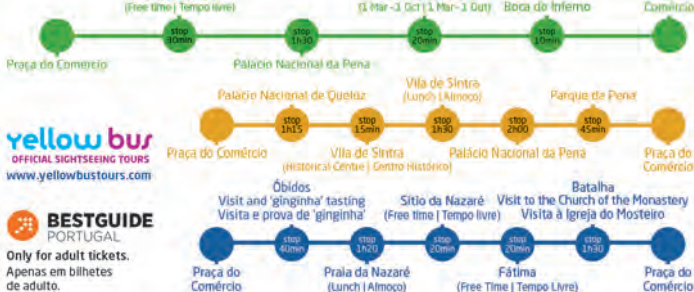 (Free time | Tempo livre)
(1 Mar-1 Oct | 1 Mar-1 Out)
Boca do Inferno
Comércio
stop
30min
stop
1h30
stop
20min
stop
10min
Praça do Comércio
Palácio Nacional da Pena
Palácio Nacional de Queluz
Vila de Sintra
(Lunch | Almoço)
Parque da Pena
stop
1h15
stop
15min
stop
1h30
stop
2h00
stop
45min
Praça do Comércio
Vila de Sintra
(Historical Centre | Centro Histórico)
Palácio Nacional da Pena
Praça do
Comércio
yellow bus
OFFICIAL SIGHTSEEING TOURS
www.yellowbustours.com
Óbidos
Visit and 'ginginha' tasting
Visita e prova de 'ginginha'
Sítio da Nazaré
(Free time | Tempo livre)
Batalha
Visit to the Church of the Monastery
Visita à Igreja do Mosteiro
stop
40min
stop
1h20
stop
20min
stop
20min
stop
1h30
Praça do
Comércio
Praia da Nazaré
(Lunch | Almoço)
Fátima
(Free Time | Tempo Livre)
Praça do
Comércio
BESTGUIDE
PORTUGAL
Only for adult tickets.
Apenas em bilhetes
de adulto.